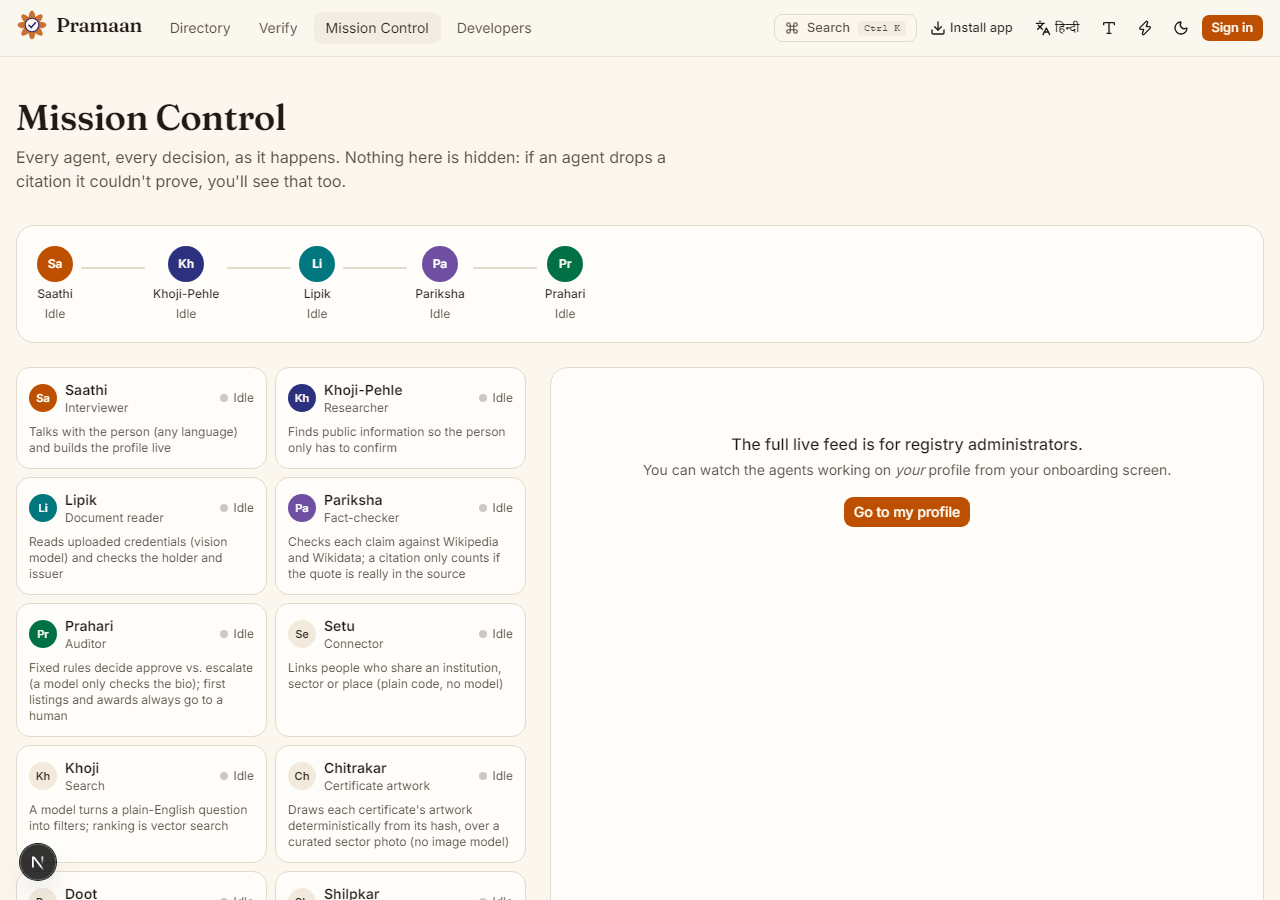 Pramaan
Directory
Verify
Mission Control
Developers
Search Ctrl K
Install app
हिन्दी
Sign in
Mission Control
Every agent, every decision, as it happens. Nothing here is hidden: if an agent drops a
citation it couldn't prove, you'll see that too.
Sa
Kh
Li
Pa
Pr
Saathi
Khoji-Pehle
Lipik
Pariksha
Prahari
Idle
Idle
Idle
Idle
Idle
Sa
Saathi
Interviewer
Idle
Talks with the person (any language)
and builds the profile live
Kh
Khoji-Pehle
Researcher
Idle
Finds public information so the person
only has to confirm
Li
Lipik
Document reader
Idle
Reads uploaded credentials (vision
model) and checks the holder and
issuer
Pa
Pariksha
Fact-checker
Idle
Checks each claim against Wikipedia
and Wikidata; a citation only counts if
the quote is really in the source
Pr
Prahari
Auditor
Idle
Fixed rules decide approve vs. escalate
(a model only checks the bio); first
listings and awards always go to a
human
Se
Setu
Connector
Idle
Links people who share an institution,
sector or place (plain code, no model)
Kh
Khoji
Search
Idle
A model turns a plain-English question
into filters; ranking is vector search
Ch
Chitrakar
Certificate artwork
Idle
Draws each certificate's artwork
deterministically from its hash, over a
curated sector photo (no image model)
N
Doot
Idle
Shilpkar
Idle
The full live feed is for registry administrators.
You can watch the agents working on your profile from your onboarding screen.
Go to my profile